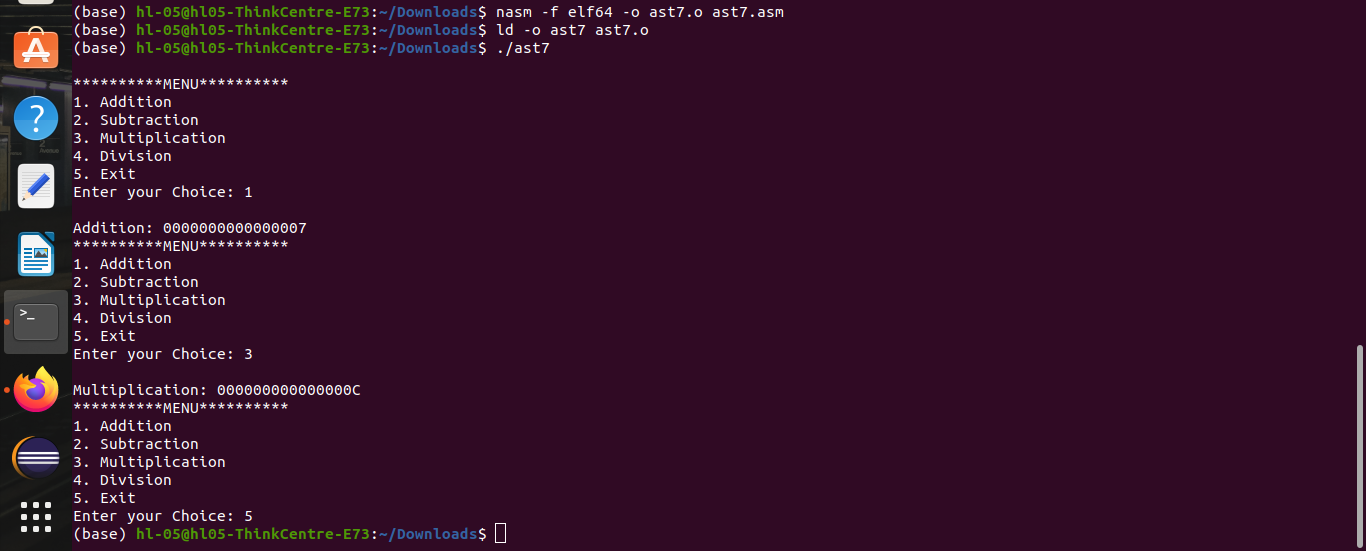 (base) hl-05@hl05-ThinkCentre-E73:~/Downloads$ nasm -f elf64 -o ast7.o ast7.asm
(base) hl-05@hl05-ThinkCentre-E73:~/Downloads$ ld -o ast7 ast7.o
(base) hl-05@hl05-ThinkCentre-E73:~/Downloads$ ./ast7
**********MENU**********
1. Addition
2. Subtraction
3. Multiplication
4. Division
5. Exit
Enter your Choice: 1
Addition: 0000000000000007
**********MENU**********
1. Addition
2. Subtraction
3. Multiplication
4. Division
5. Exit
Enter your Choice: 3
Multiplication: 000000000000000C
**********MENU**********
1. Addition
2. Subtraction
3. Multiplication
4. Division
5. Exit
Enter your Choice: 5
(base) hl-05@hl05-ThinkCentre-E73:~/Downloads$